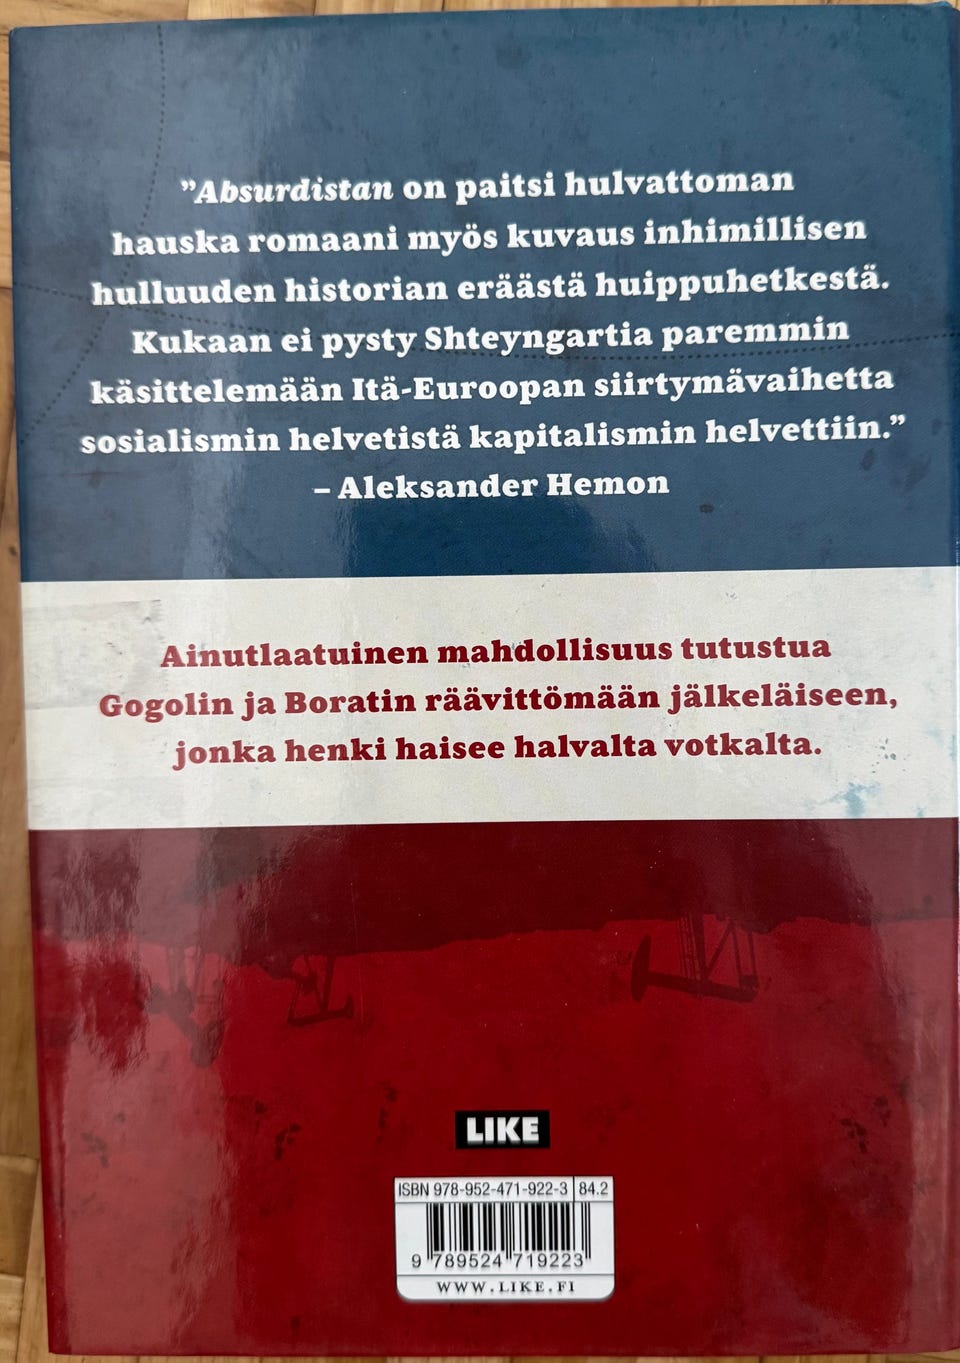 ”Absurdistan on paitsi hulvattoman
hauska romaani myös kuvaus inhimillisen
hulluuden historian eräästä huippuhetkestä.
Kukaan ei pysty Shteyngartia paremmin
käsittelemään Itä-Euroopan siirtymävaihetta
sosialismin helvetistä kapitalismin helvettiin.”
– Aleksander Hemon
Ainutlaatuinen mahdollisuus tutustua
Gogolin ja Boratin räävittömään jälkeläiseen,
jonka henki haisee halvalta votkalta.
LIKE
ISBN 978-952-471-922-3 84.2
9 789524 719223
WWW.LIKE.FI